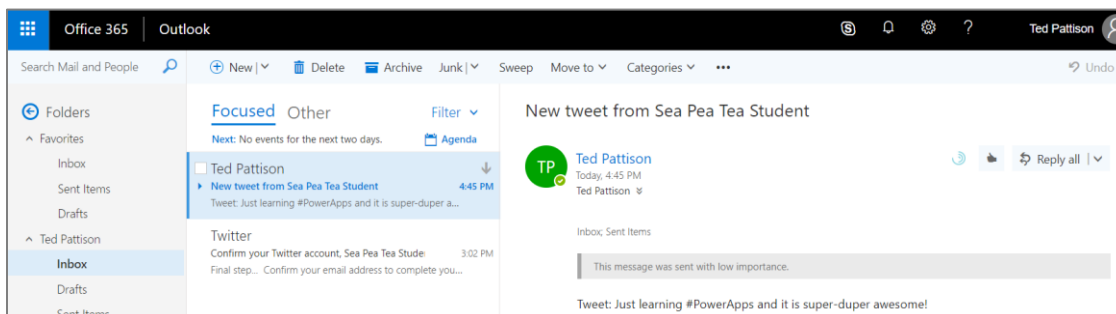 Office 365 Outlook Ted Pattison
Search Mail and People New Delete Archive Junk Sweep Move to Categories ••• Undo
Folders
Favorites
Inbox
Sent Items
Drafts
Ted Pattison
Inbox
Drafts
Sent Items
Focused Other Filter
Next: No events for the next two days. Agenda
Ted Pattison
New tweet from Sea Pea Tea Student 4:45 PM
Tweet: Just learning #PowerApps and it is super-duper a...
Twitter
Confirm your Twitter account, Sea Pea Tea Stude 3:02 PM
Final step... Confirm your email address to complete you...
New tweet from Sea Pea Tea Student
TP
Ted Pattison
Today, 4:45 PM
Ted Pattison
Reply all
Inbox; Sent Items
This message was sent with low importance.
Tweet: Just learning #PowerApps and it is super-duper awesome!